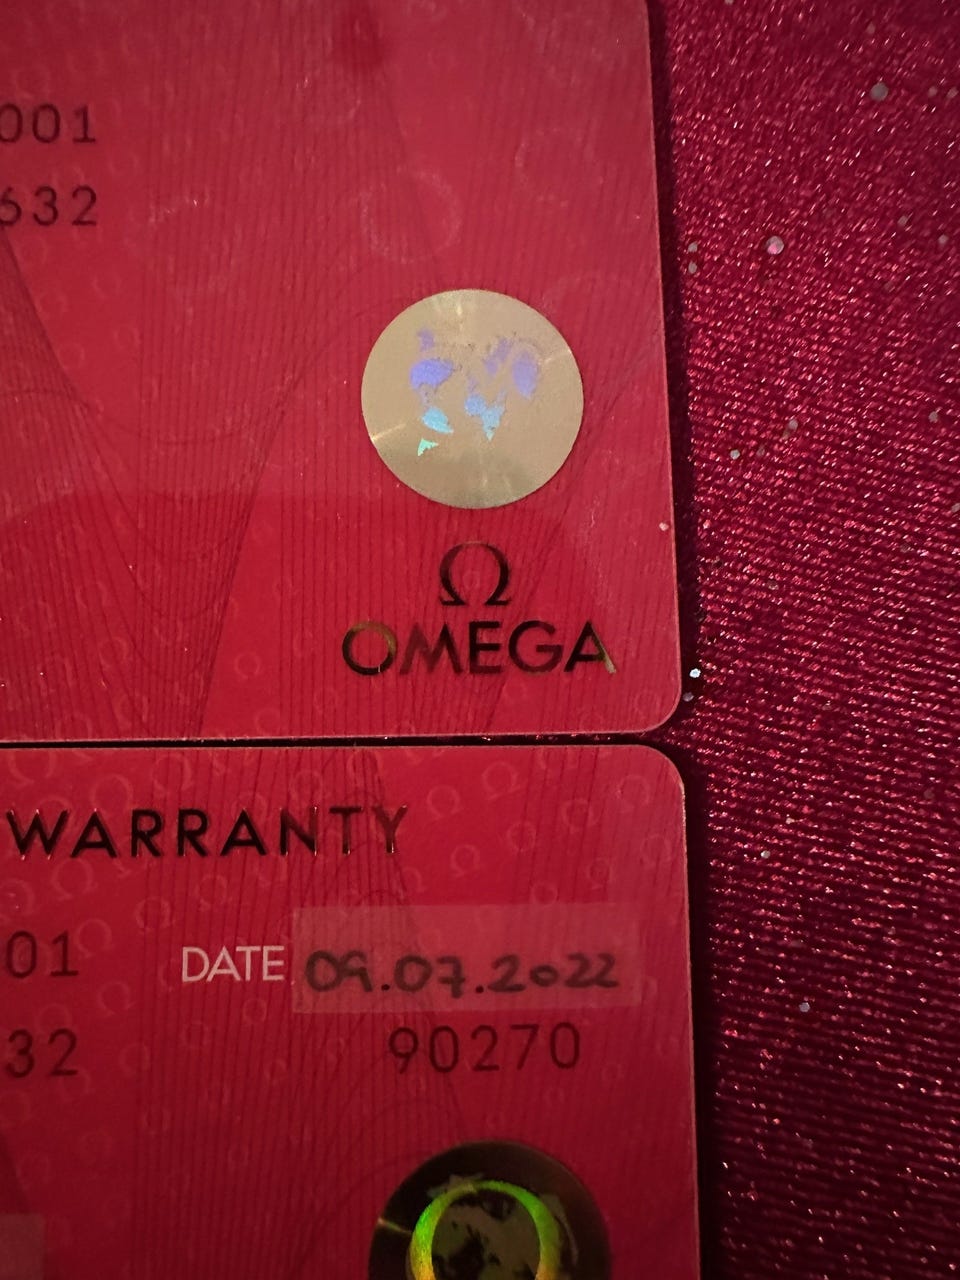 001
632
Ω
OMEGA
WARRANTY
01
DATE 09.07.2022
32
90270
Ω